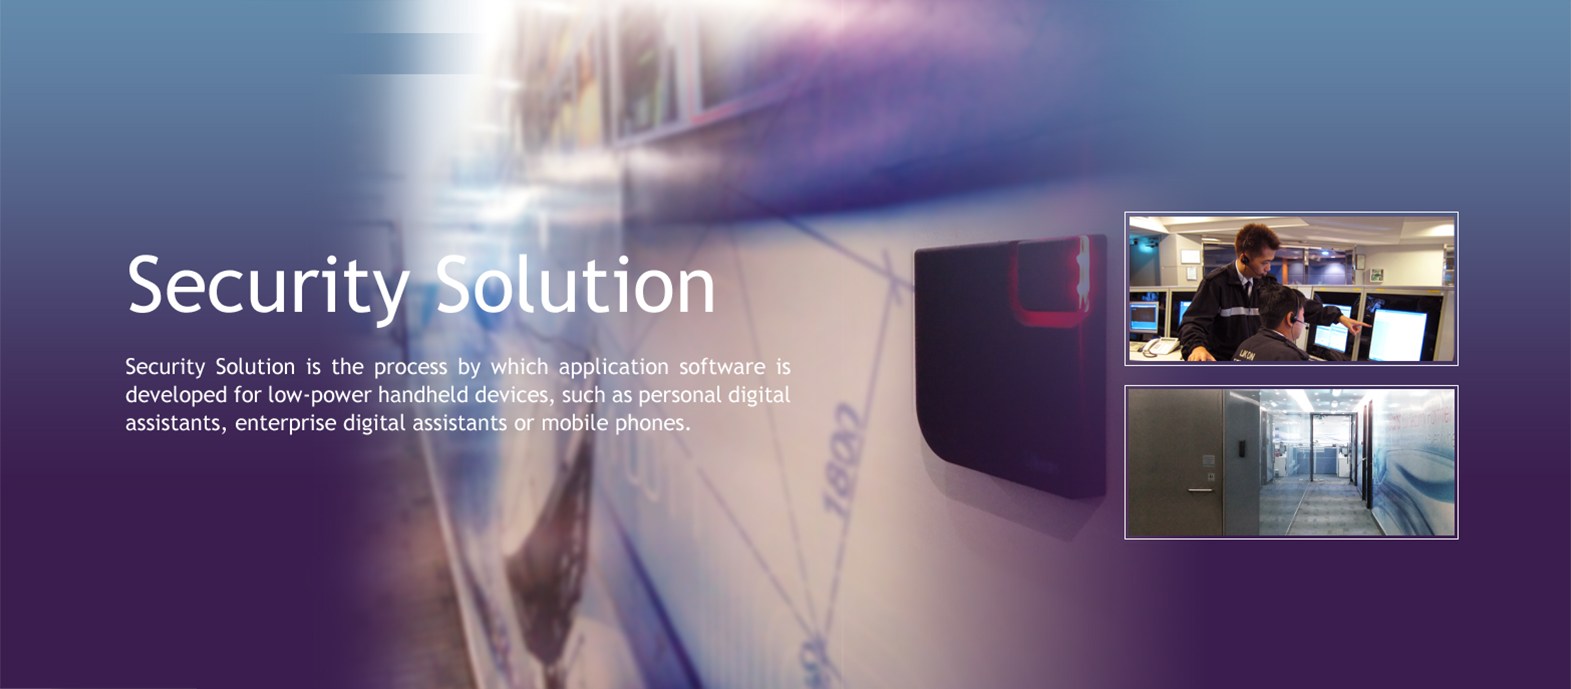 Security Solution
Security Solution is the process by which application software is
developed for low-power handheld devices, such as personal digital
assistants, enterprise digital assistants or mobile phones.
1800